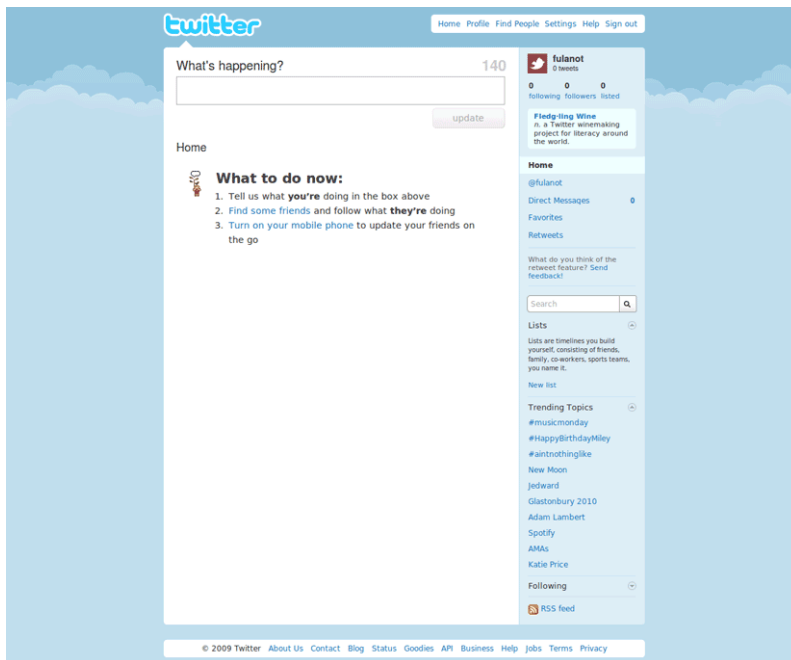 twitter
Home Profile Find People Settings Help Sign out
What's happening?
140
update
Home
What to do now:
1. Tell us what you're doing in the box above
2. Find some friends and follow what they're doing
3. Turn on your mobile phone to update your friends on
the go
fulanot
0 tweets
0 0 0
following followers listed
Fledg-ling Wine
n. a Twitter winemaking
project for literacy around
the world.
Home
@fulanot
Direct Messages 0
Favorites
Retweets
What do you think of the
retweet feature? Send
feedback!
Search
Lists
Lists are timelines you build
yourself, consisting of friends,
family, co-workers, sports teams,
you name it.
New list
Trending Topics
#musicmonday
#HappyBirthdayMiley
#aintnothinglike
New Moon
Jedward
Glastonbury 2010
Adam Lambert
Spotify
AMAs
Katie Price
Following
RSS feed
© 2009 Twitter About Us Contact Blog Status Goodies API Business Help Jobs Terms Privacy